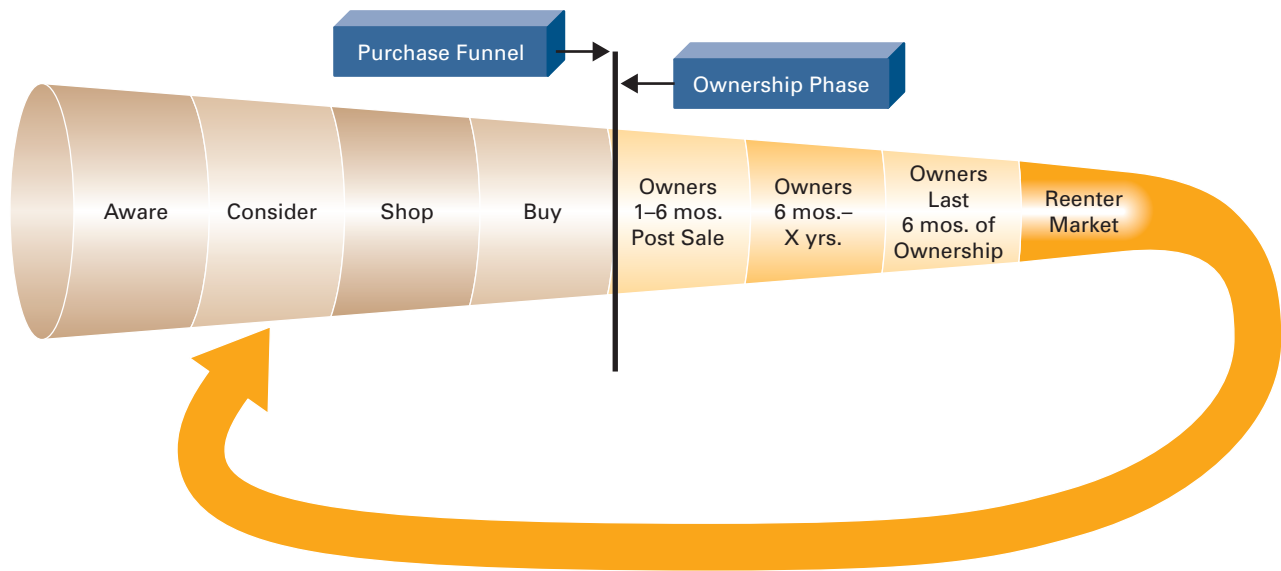 Purchase Funnel
Ownership Phase
Aware
Consider
Shop
Buy
Owners
1–6 mos.
Post Sale
Owners
6 mos.–
X yrs.
Owners
Last
6 mos. of
Ownership
Reenter
Market